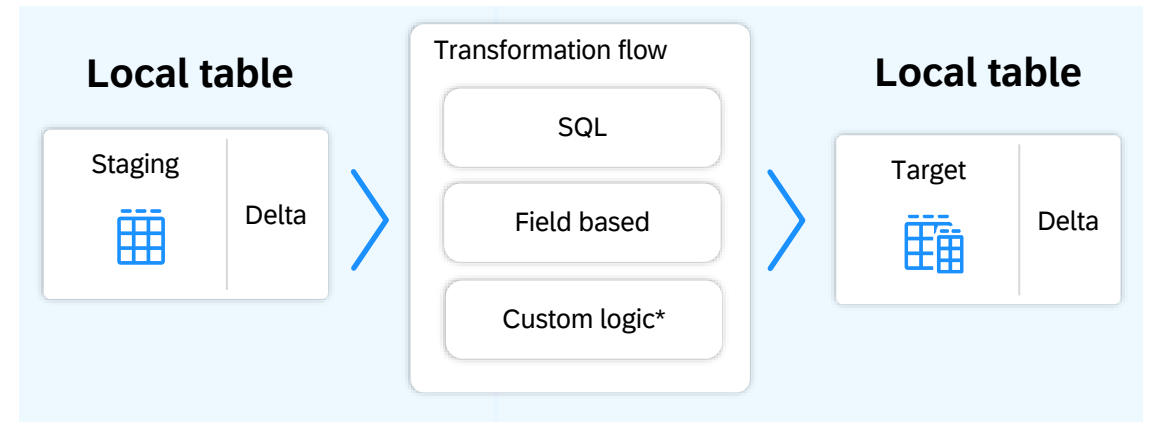 Local table
Staging
Delta
Transformation flow
SQL
Field based
Custom logic*
Local table
Target
Delta